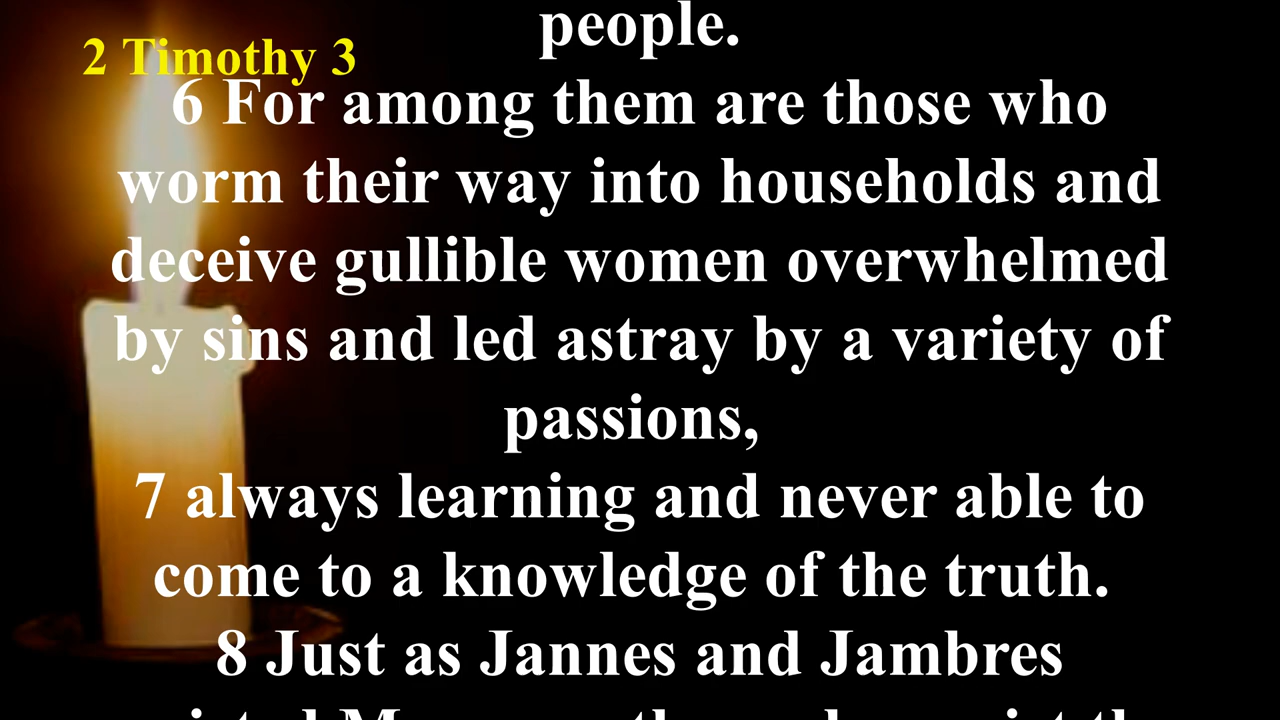 people.
2 Timothy 3
6 For among them are those who
worm their way into households and
deceive gullible women overwhelmed
by sins and led astray by a variety of
passions,
7 always learning and never able to
come to a knowledge of the truth.
8 Just as Jannes and Jambres